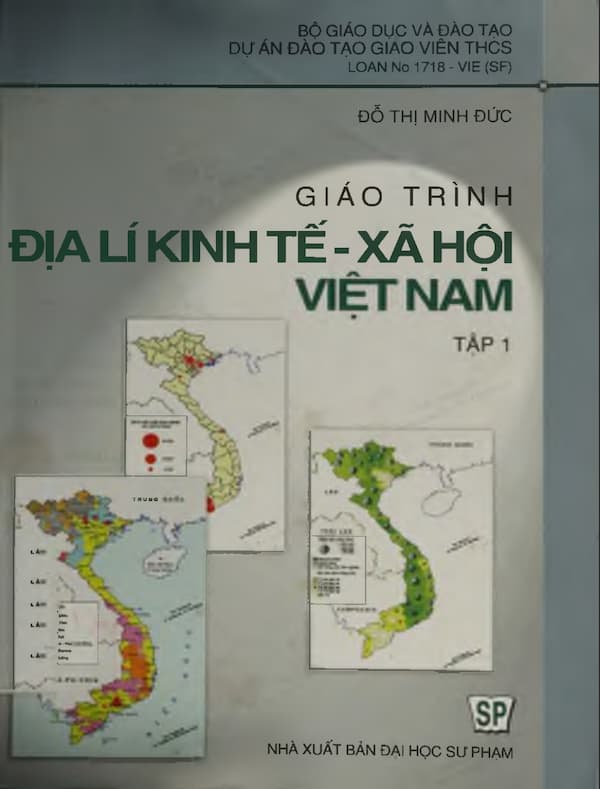 BỘ GIÁO DỤC VÀ ĐÀO TẠO
DỰ ÁN ĐÀO TẠO GIÁO VIÊN THCS
LOAN No 1718 - VIE (SF)
ĐỖ THỊ MINH ĐỨC
GIÁO TRÌNH
ĐỊA LÍ KINH TẾ - XÃ HỘI
VIỆT NAM
TẬP 1
TRUNG QUỐC
SP
NHÀ XUẤT BẢN ĐẠI HỌC SƯ PHẠM